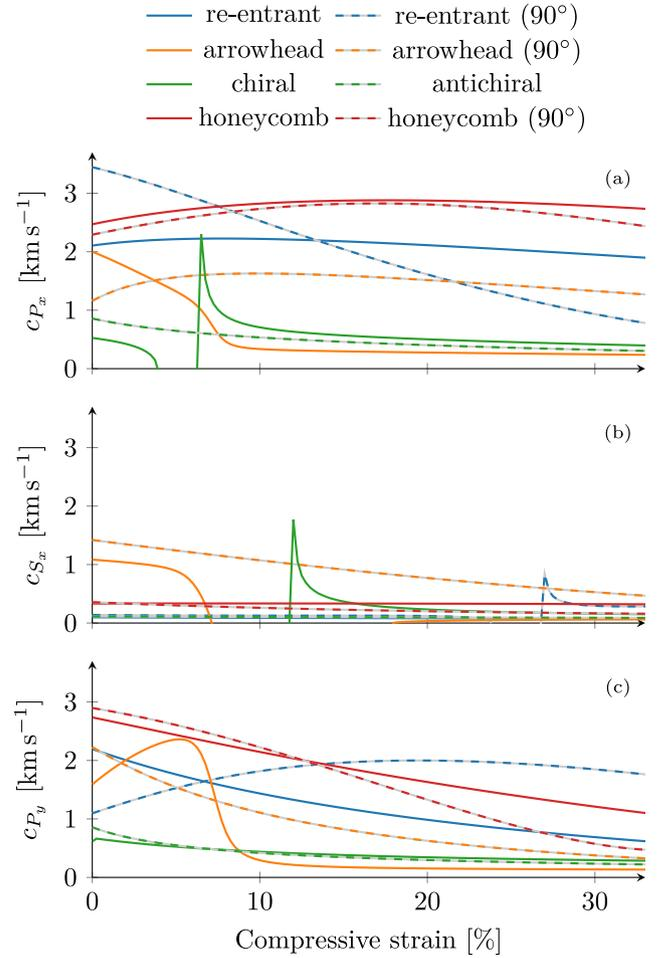 re-entrant re-entrant (90°)
arrowhead arrowhead (90°)
chiral antichiral
honeycomb honeycomb (90°)
(a)
3
2
1
0
c_{P_x} [km s⁻¹]
(b)
3
2
1
0
c_{S_x} [km s⁻¹]
(c)
3
2
1
0
c_{P_y} [km s⁻¹]
0 10 20 30
Compressive strain [%]